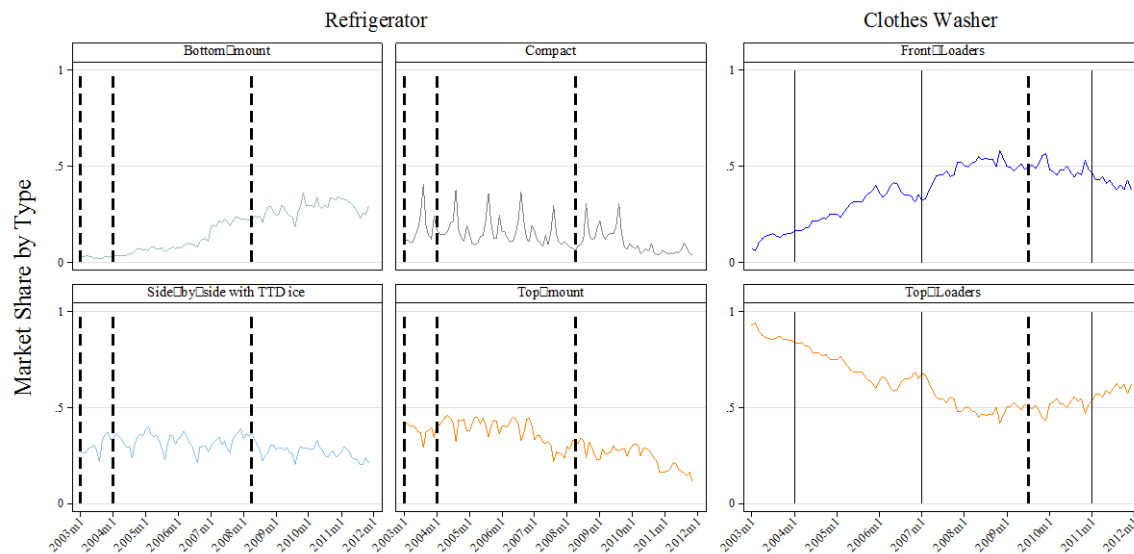 Refrigerator
Clothes Washer
Bottom□mount
Compact
Front□Loaders
1
.5
0
1
.5
0
1
.5
0
Market Share by Type
Side□by□side with TTD ice
Top□mount
Top□Loaders
1
.5
0
1
.5
0
1
.5
0
2003m1
2004m1
2005m1
2006m1
2007m1
2008m1
2009m1
2010m1
2011m1
2012m1
2003m1
2004m1
2005m1
2006m1
2007m1
2008m1
2009m1
2010m1
2011m1
2012m1
2003m1
2004m1
2005m1
2006m1
2007m1
2008m1
2009m1
2010m1
2011m1
2012m1